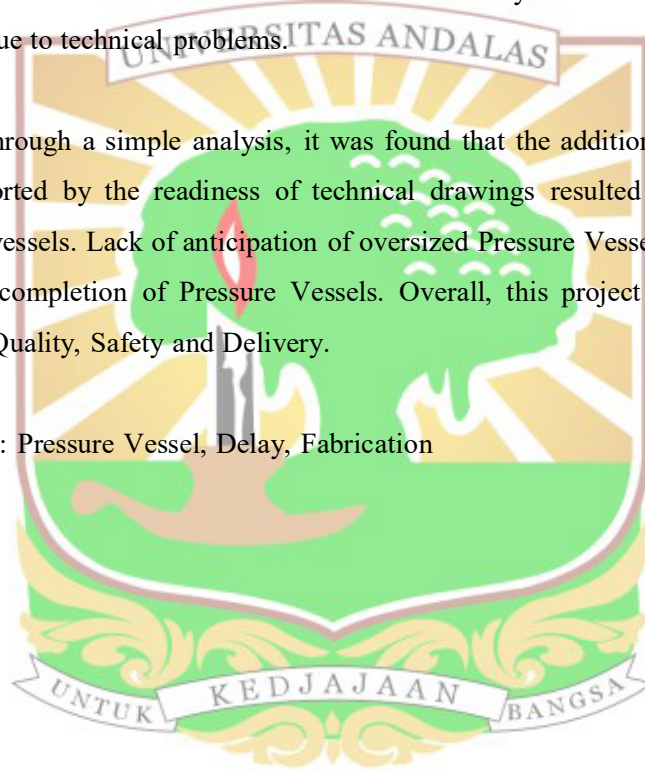 ue to technical problems.
UNIVERSITAS ANDALAS
hrough a simple analysis, it was found that the addition
orted by the readiness of technical drawings resulted
vessels. Lack of anticipation of oversized Pressure Vesse
completion of Pressure Vessels. Overall, this project
Quality, Safety and Delivery.
: Pressure Vessel, Delay, Fabrication
UNTUK KEDJAJAAN BANGSA